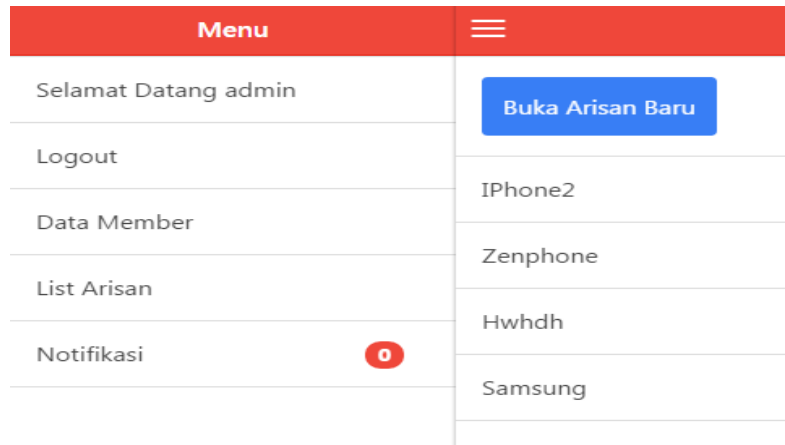 Menu
Selamat Datang admin
Logout
Data Member
List Arisan
Notifikasi 0
Buka Arisan Baru
IPhone2
Zenphone
Hwhdh
Samsung